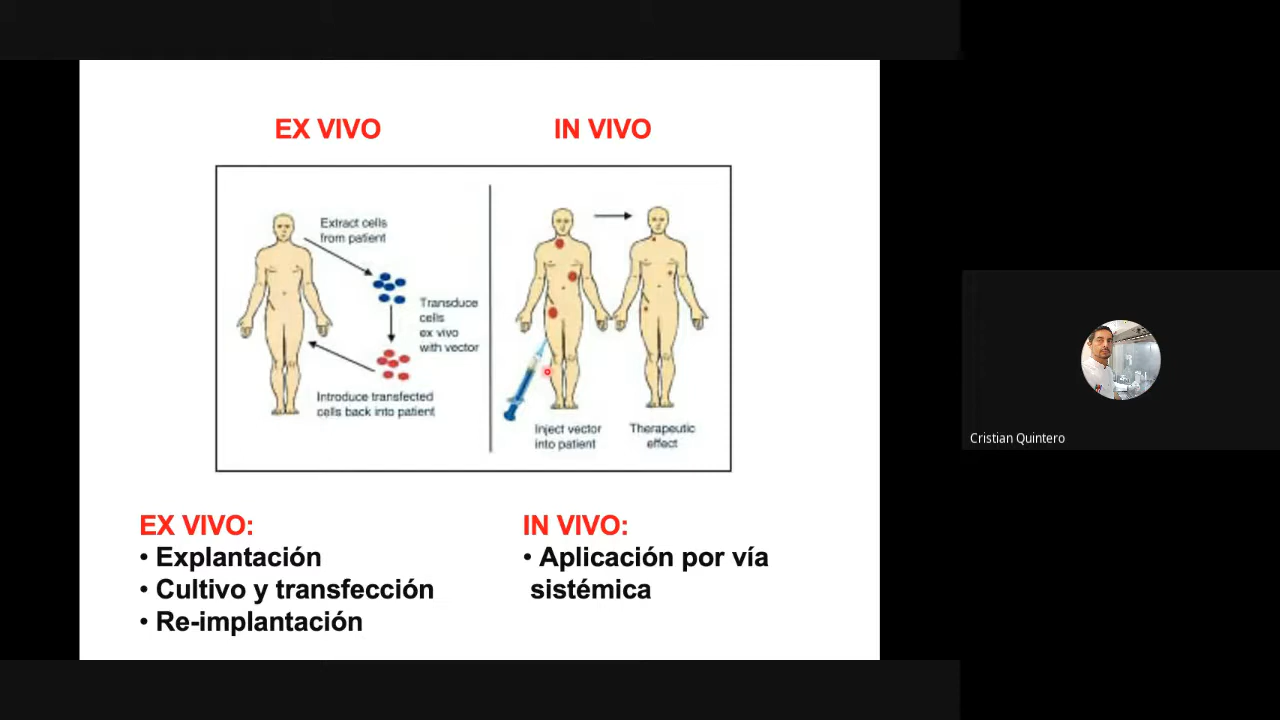 EX VIVO
IN VIVO
Extract cells
from patient
Transduce
cells
ex vivo
with vector
Introduce transfected
cells back into patient
Inject vector
into patient
Therapeutic
effect
EX VIVO:
• Explantación
• Cultivo y transfección
• Re-implantación
IN VIVO:
• Aplicación por vía
sistémica
Cristian Quintero